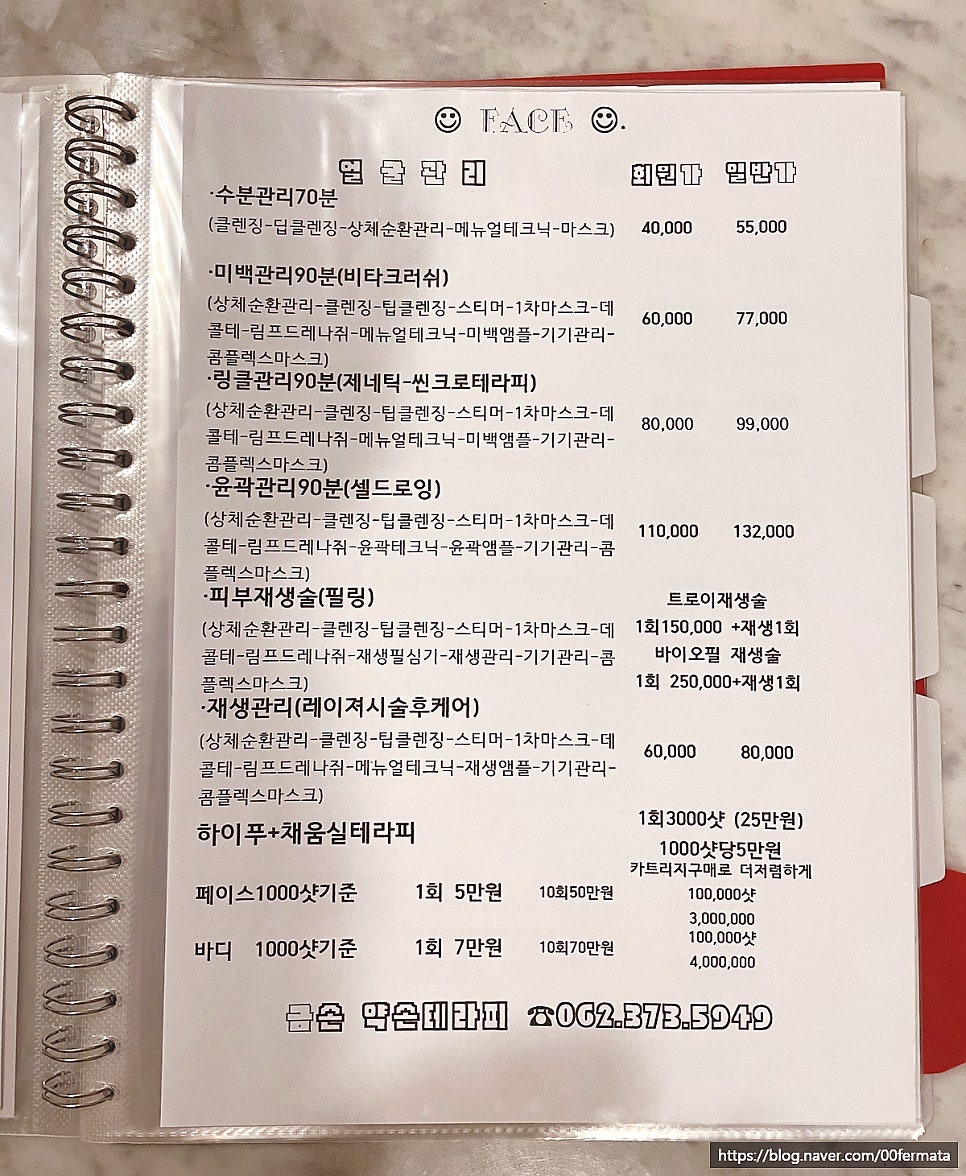 ☺ FACE ☺.
얼 굴 관 리 회원가 일반가
·수분관리70분
(클렌징-딥클렌징-상체순환관리-메뉴얼테크닉-마스크) 40,000 55,000
·미백관리90분(비타크러쉬)
(상체순환관리-클렌징-팁클렌징-스티머-1차마스크-데
콜테-림프드레나쥐-메뉴얼테크닉-미백앰플-기기관리- 60,000 77,000
콤플렉스마스크)
·링클관리90분(제네틱-씬크로테라피)
(상체순환관리-클렌징-팁클렌징-스티머-1차마스크-데
콜테-림프드레나쥐-메뉴얼테크닉-미백앰플-기기관리- 80,000 99,000
콤플렉스마스크)
·윤곽관리90분(셀드로잉)
(상체순환관리-클렌징-팁클렌징-스티머-1차마스크-데
콜테-림프드레나쥐-윤곽테크닉-윤곽앰플-기기관리-콤 110,000 132,000
플렉스마스크)
·피부재생술(필링) 트로이재생술
(상체순환관리-클렌징-팁클렌징-스티머-1차마스크-데 1회150,000 +재생1회
콜테-림프드레나쥐-재생필심기-재생관리-기기관리-콤 바이오필 재생술
플렉스마스크) 1회 250,000+재생1회
·재생관리(레이져시술후케어)
(상체순환관리-클렌징-팁클렌징-스티머-1차마스크-데
콜테-림프드레나쥐-메뉴얼테크닉-재생앰플-기기관리- 60,000 80,000
콤플렉스마스크)
하이푸+채움실테라피 1회3000샷 (25만원)
1000샷당5만원
카트리지구매로 더저렴하게
페이스1000샷기준 1회 5만원 10회50만원 100,000샷
3,000,000
바디 1000샷기준 1회 7만원 10회70만원 100,000샷
4,000,000
금손 약손테라피 ☎062.373.5949
https://blog.naver.com/00fermata